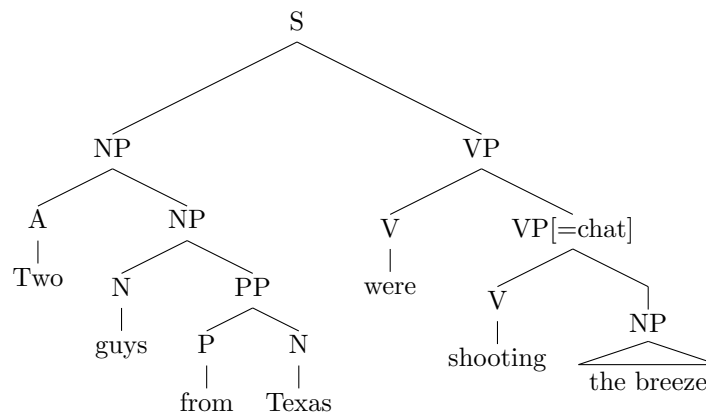 S
NP VP
A NP V VP[=chat]
Two N PP were V NP
guys P N shooting the breeze
from Texas